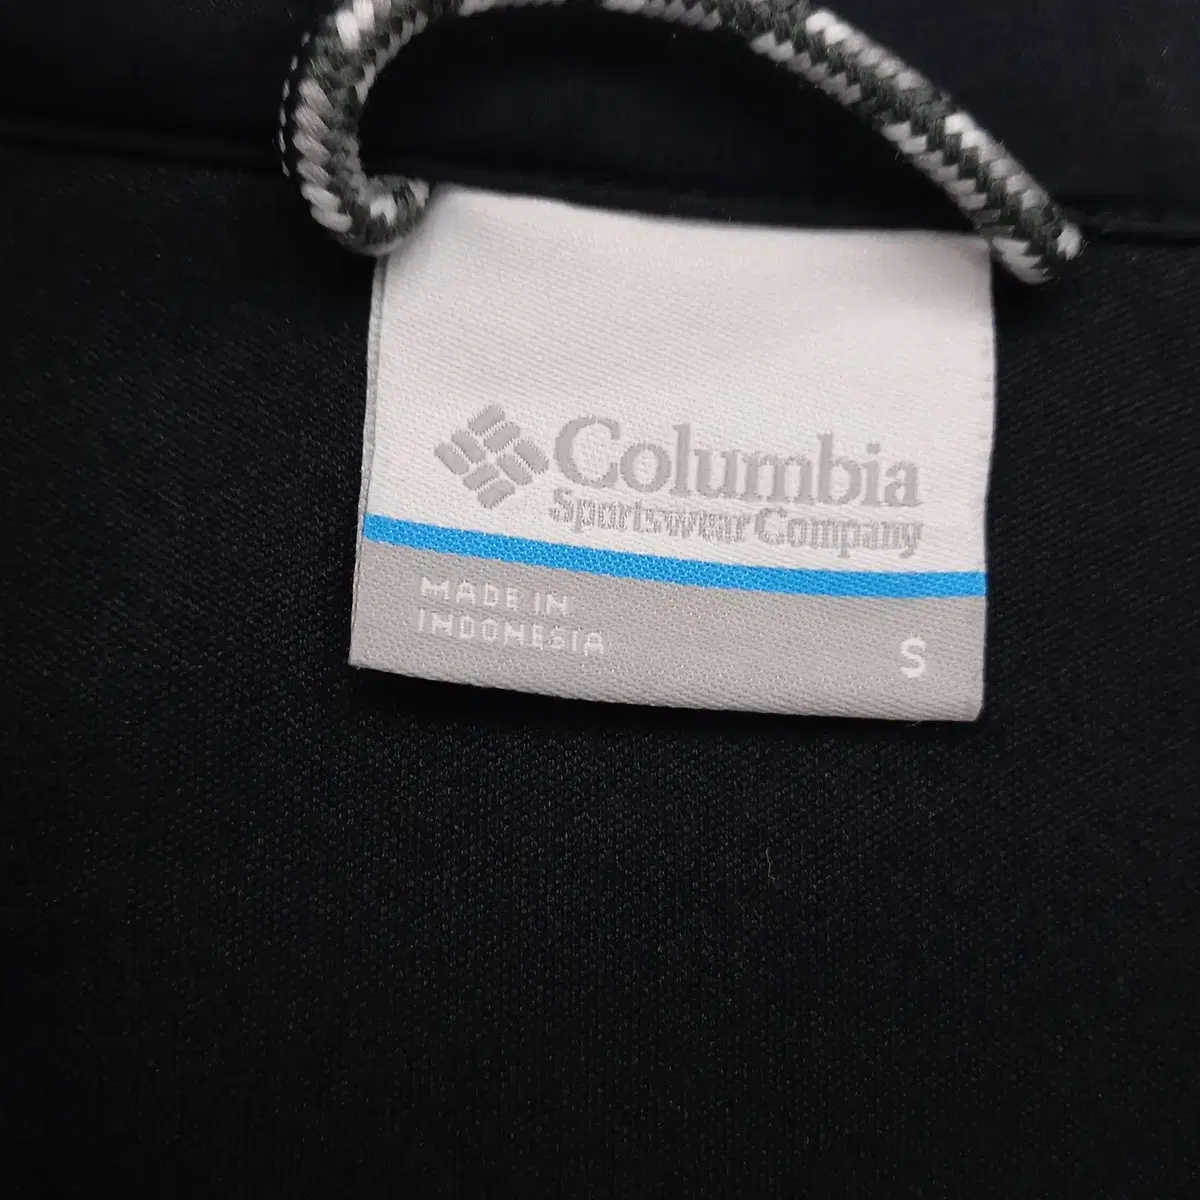 Columbia
Sportswear Company
MADE IN
INDONESIA
S